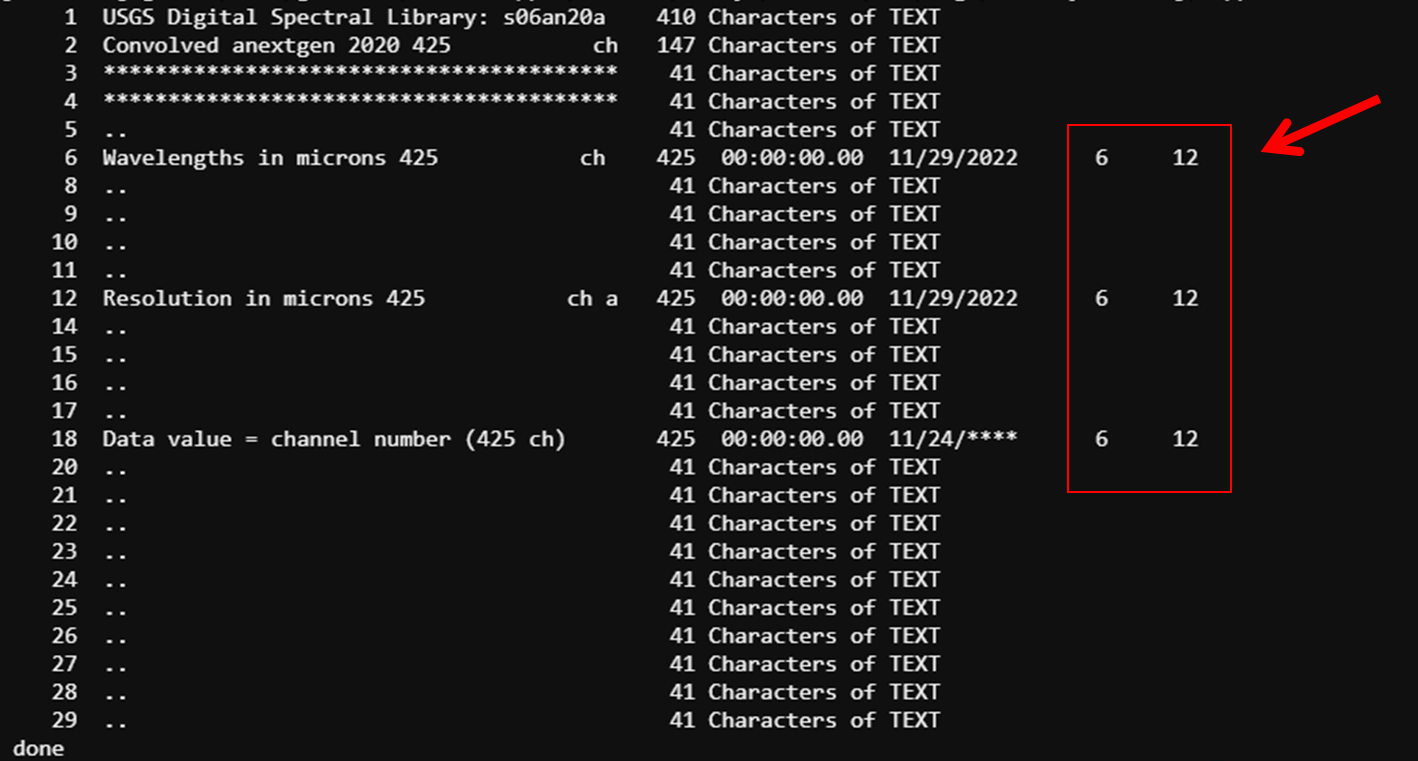 1 USGS Digital Spectral Library: s06an20a 410 Characters of TEXT
2 Convolved anextgen 2020 425 ch 147 Characters of TEXT
3 **************************************** 41 Characters of TEXT
4 **************************************** 41 Characters of TEXT
5 .. 41 Characters of TEXT
6 Wavelengths in microns 425 ch 425 00:00:00.00 11/29/2022 6 12
8 .. 41 Characters of TEXT
9 .. 41 Characters of TEXT
10 .. 41 Characters of TEXT
11 .. 41 Characters of TEXT
12 Resolution in microns 425 ch a 425 00:00:00.00 11/29/2022 6 12
14 .. 41 Characters of TEXT
15 .. 41 Characters of TEXT
16 .. 41 Characters of TEXT
17 .. 41 Characters of TEXT
18 Data value = channel number (425 ch) 425 00:00:00.00 11/24/**** 6 12
20 .. 41 Characters of TEXT
21 .. 41 Characters of TEXT
22 .. 41 Characters of TEXT
23 .. 41 Characters of TEXT
24 .. 41 Characters of TEXT
25 .. 41 Characters of TEXT
26 .. 41 Characters of TEXT
27 .. 41 Characters of TEXT
28 .. 41 Characters of TEXT
29 .. 41 Characters of TEXT
done